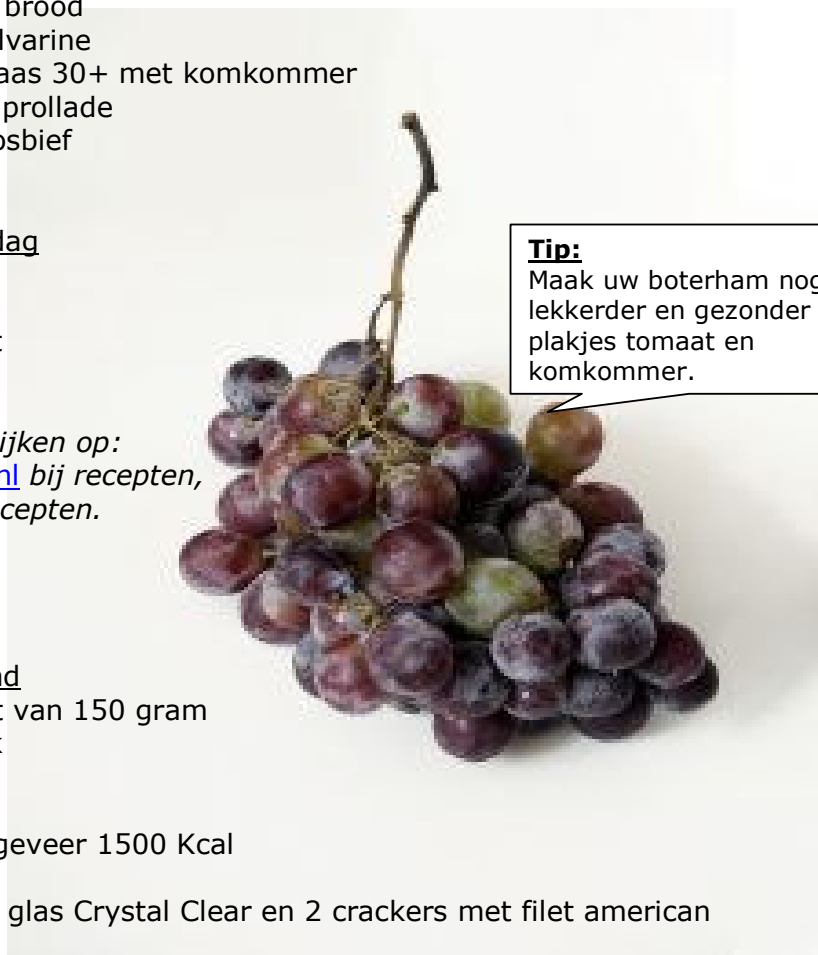 brood
lvarine
aas 30+ met komkommer
prollade
osbief
dag
Tip:
Maak uw boterham nog
lekkerder en gezonder
plakjes tomaat en
komkommer.
t
ijken op:
nl bij recepten,
cepten.
nd
t van 150 gram
k
geveer 1500 Kcal
glas Crystal Clear en 2 crackers met filet american